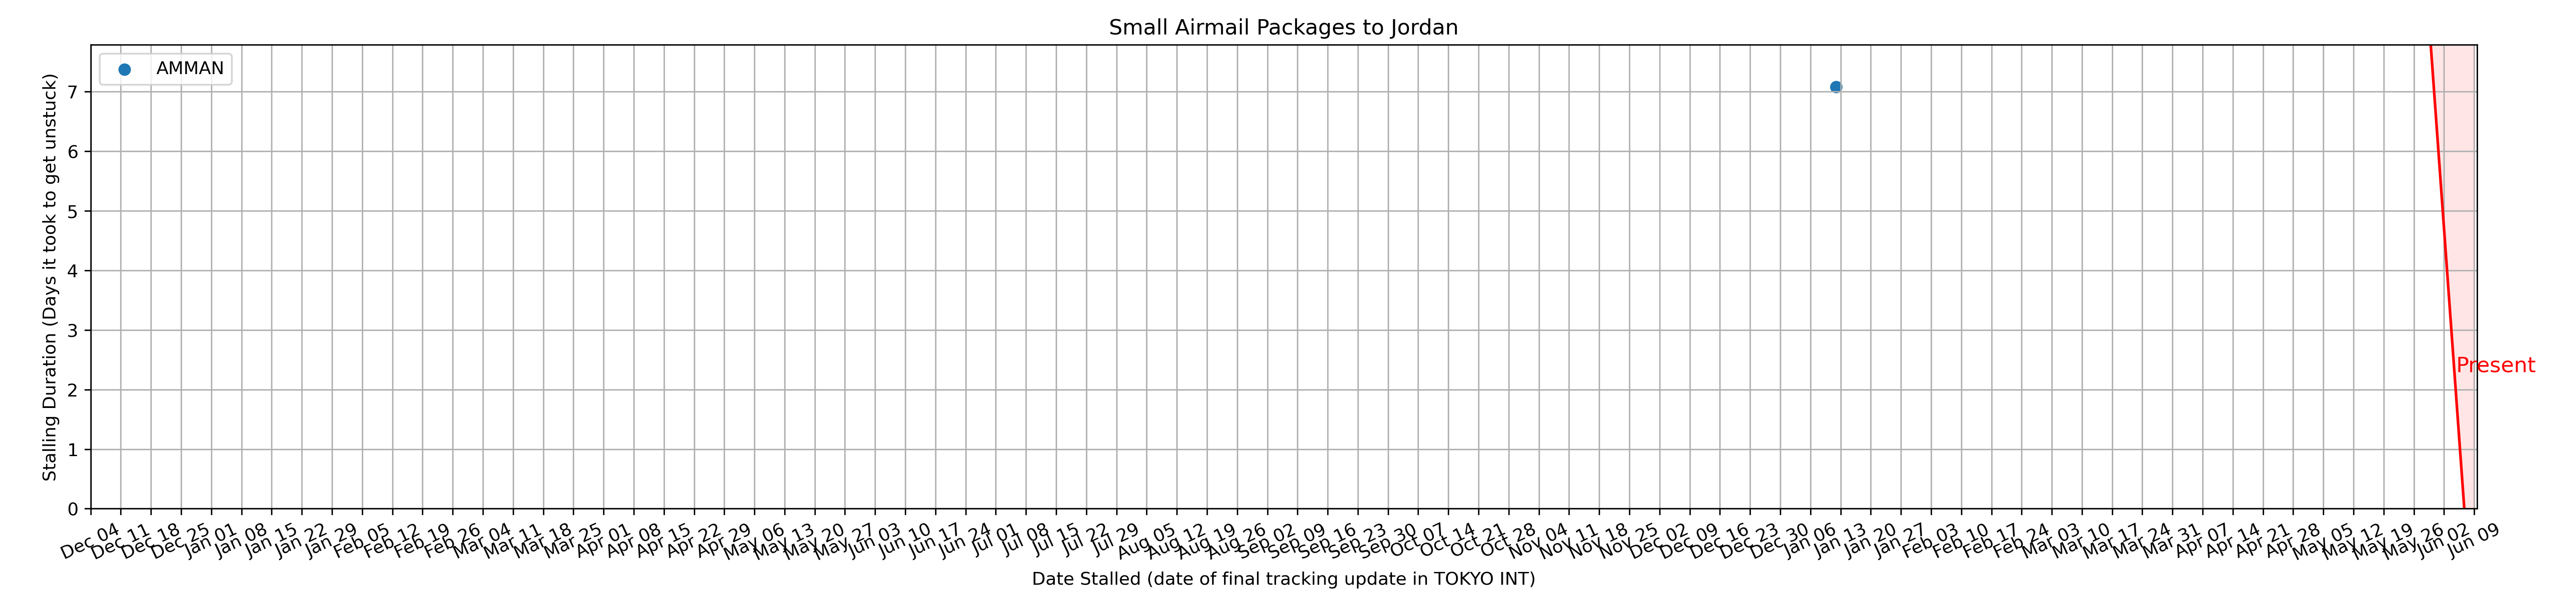 Small Airmail Packages to Jordan
AMMAN
Stalling Duration (Days it took to get unstuck)
7
6
5
4
3
2
1
0
Present
Dec 04 Dec 11 Dec 18 Dec 25 Jan 01 Jan 08 Jan 15 Jan 22 Jan 29 Feb 05 Feb 12 Feb 19 Feb 26 Mar 04 Mar 11 Mar 18 Mar 25 Apr 01 Apr 08 Apr 15 Apr 22 Apr 29 May 06 May 13 May 20 May 27 Jun 03 Jun 10 Jun 17 Jun 24 Jul 01 Jul 08 Jul 15 Jul 22 Jul 29 Aug 05 Aug 12 Aug 19 Aug 26 Sep 02 Sep 09 Sep 16 Sep 23 Sep 30 Oct 07 Oct 14 Oct 21 Oct 28 Nov 04 Nov 11 Nov 18 Nov 25 Dec 02 Dec 09 Dec 16 Dec 23 Dec 30 Jan 06 Jan 13 Jan 20 Jan 27 Feb 03 Feb 10 Feb 17 Feb 24 Mar 03 Mar 10 Mar 17 Mar 24 Mar 31 Apr 07 Apr 14 Apr 21 Apr 28 May 05 May 12 May 19 May 26 Jun 02 Jun 09
Date Stalled (date of final tracking update in TOKYO INT)